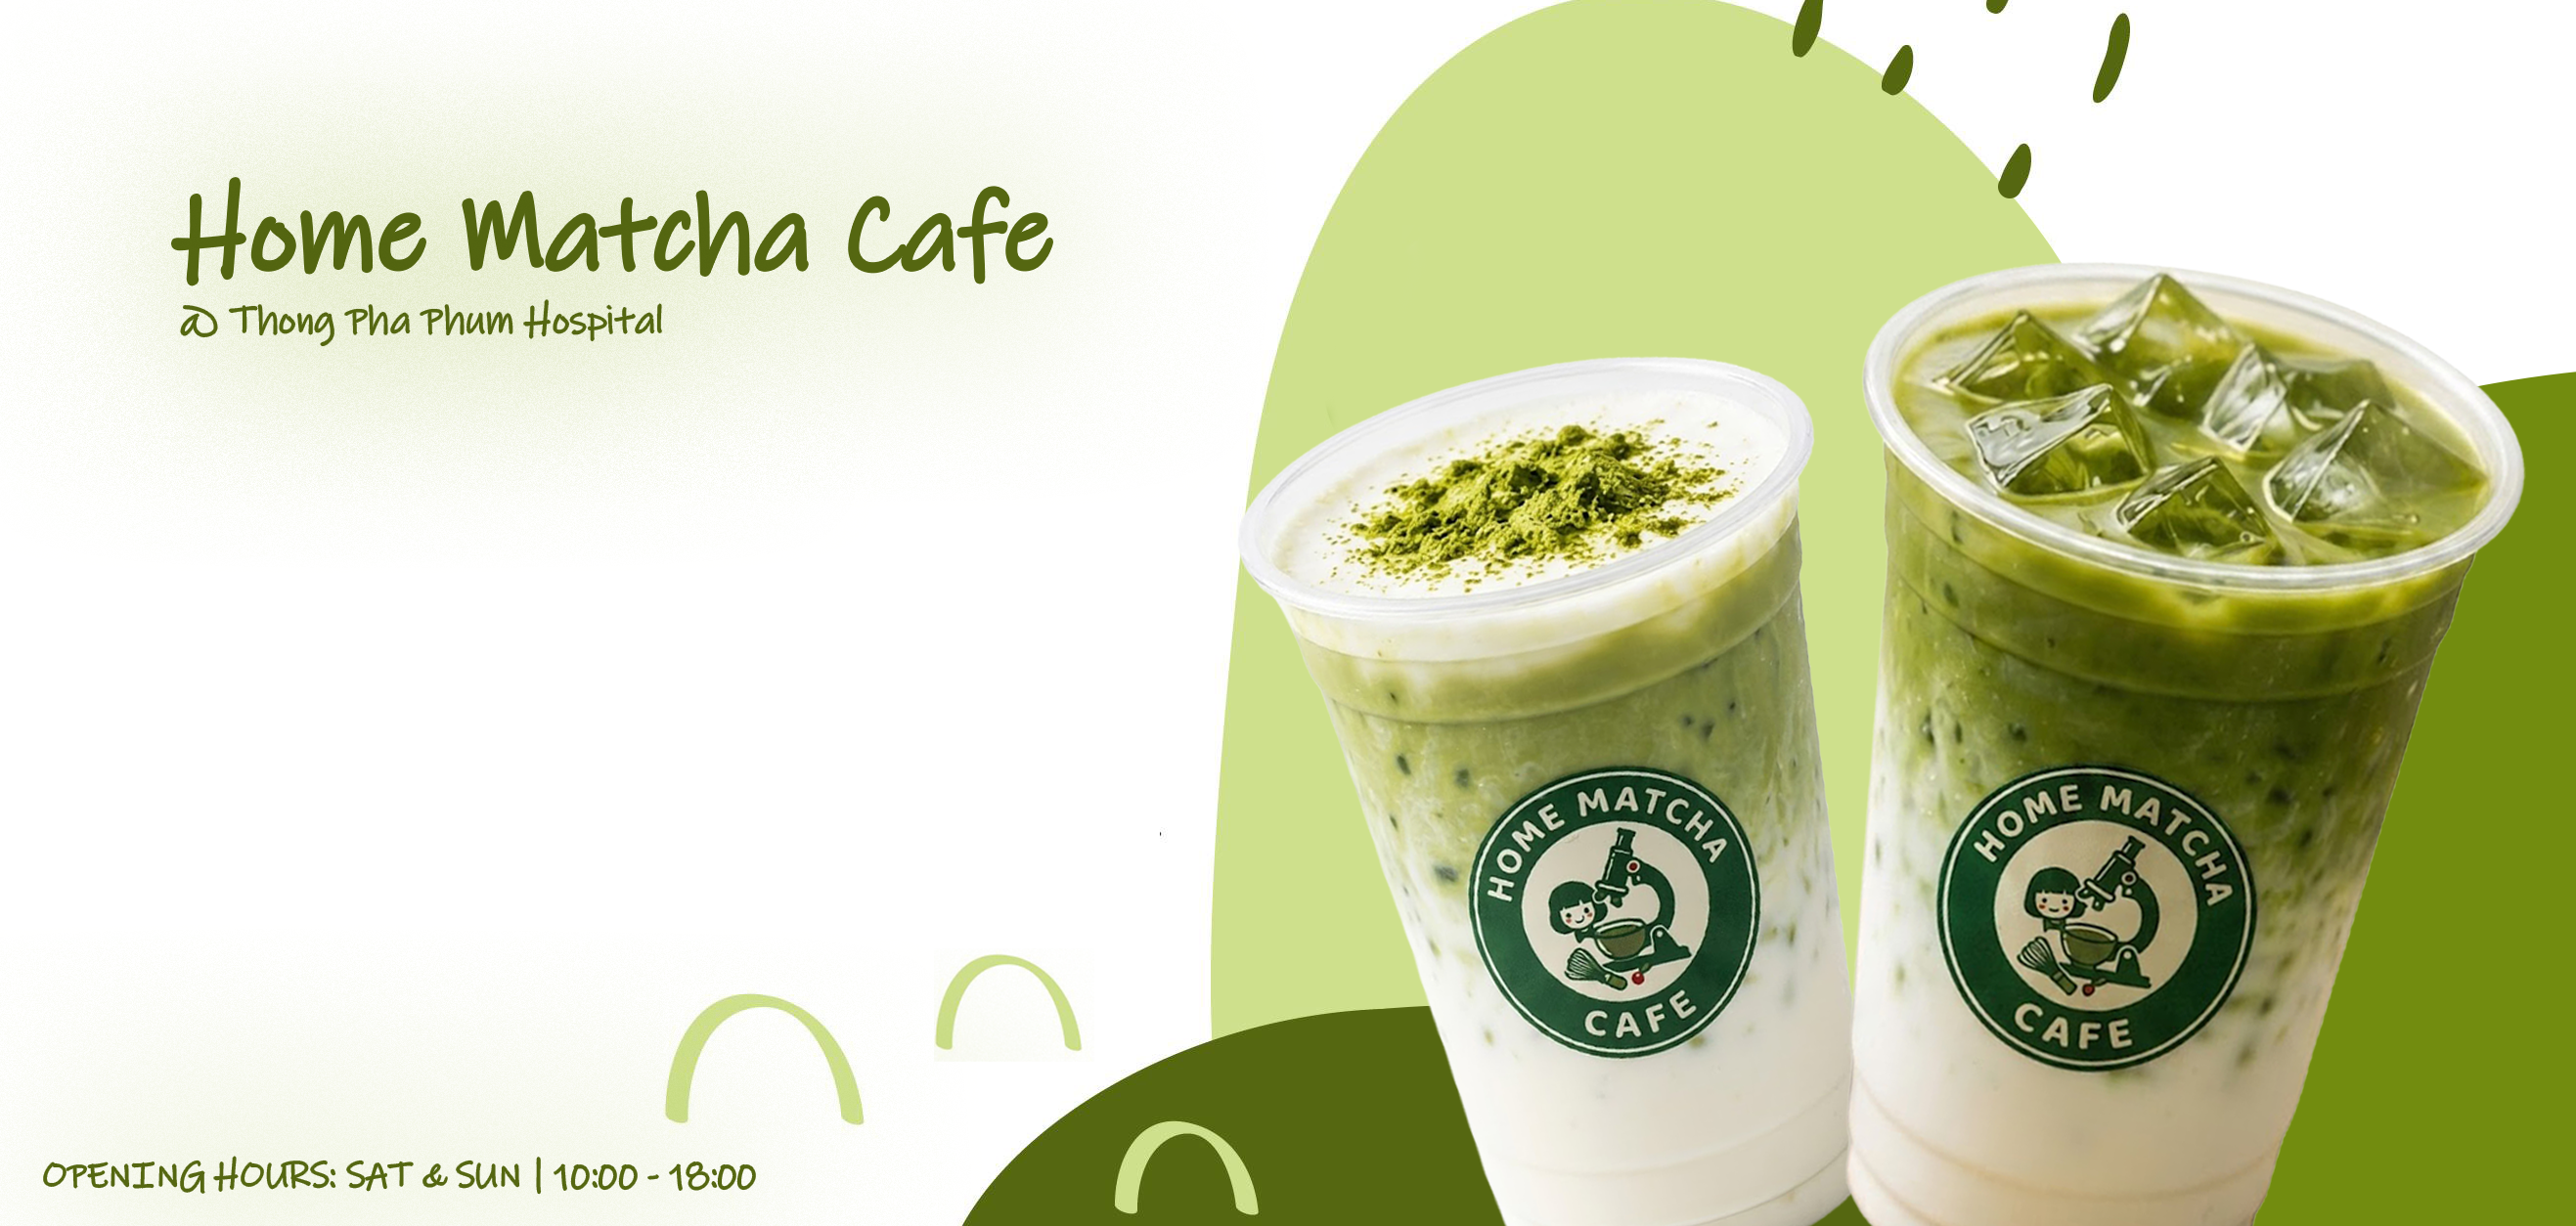 Home Matcha Cafe
@ Thong Pha Phum Hospital
HOME MATCHA
CAFE
HOME MATCHA
CAFE
OPENING HOURS: SAT & SUN | 10:00 - 18:00